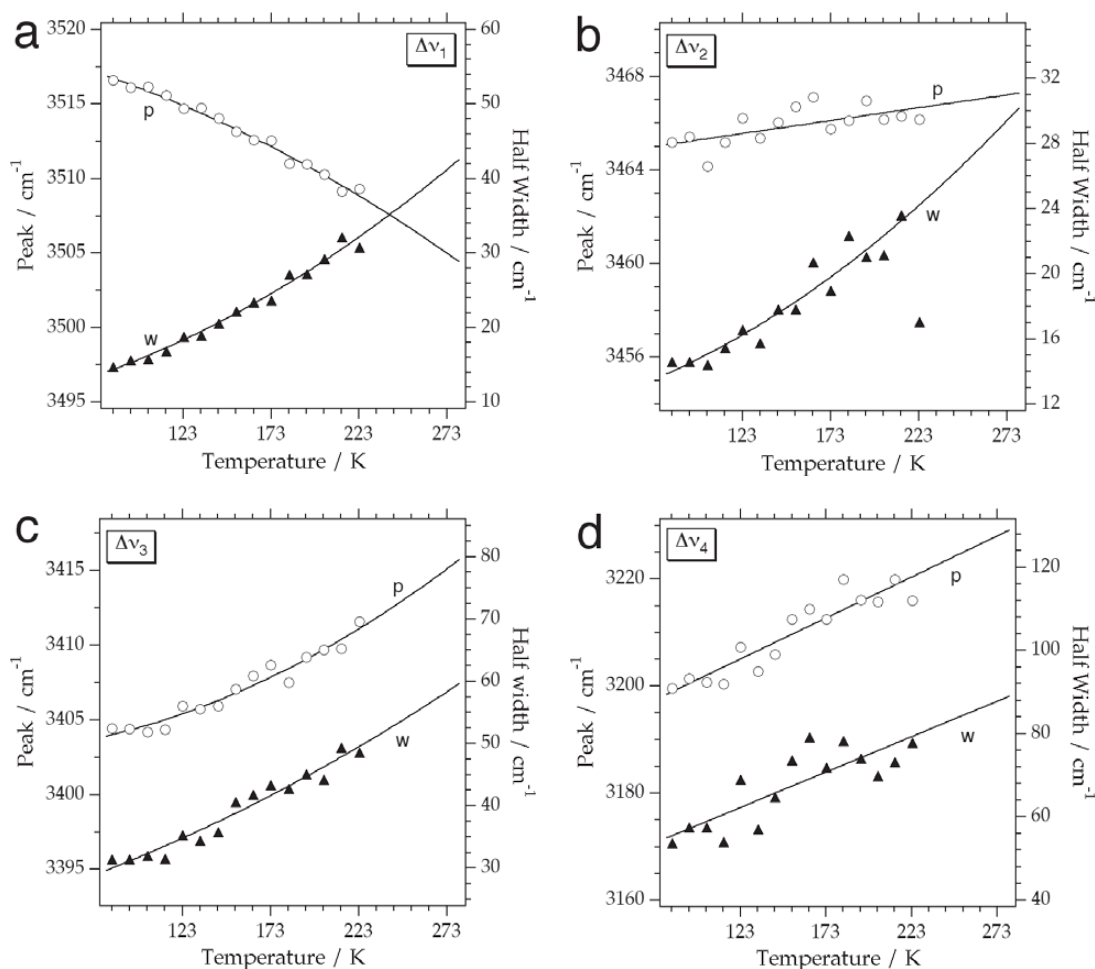 a
Δν1
3520
3515
3510
3505
3500
3495
Peak / cm-1
60
50
40
30
20
10
Half Width / cm-1
p
w
123
173
223
273
Temperature / K
b
Δν2
3468
3464
3460
3456
Peak / cm-1
32
28
24
20
16
12
Half Width / cm-1
p
w
123
173
223
273
Temperature / K
c
Δν3
3415
3410
3405
3400
3395
Peak / cm-1
80
70
60
50
40
30
Half width / cm-1
p
w
123
173
223
273
Temperature / K
d
Δν4
3220
3200
3180
3160
Peak / cm-1
120
100
80
60
40
Half Width / cm-1
p
w
123
173
223
273
Temperature / K